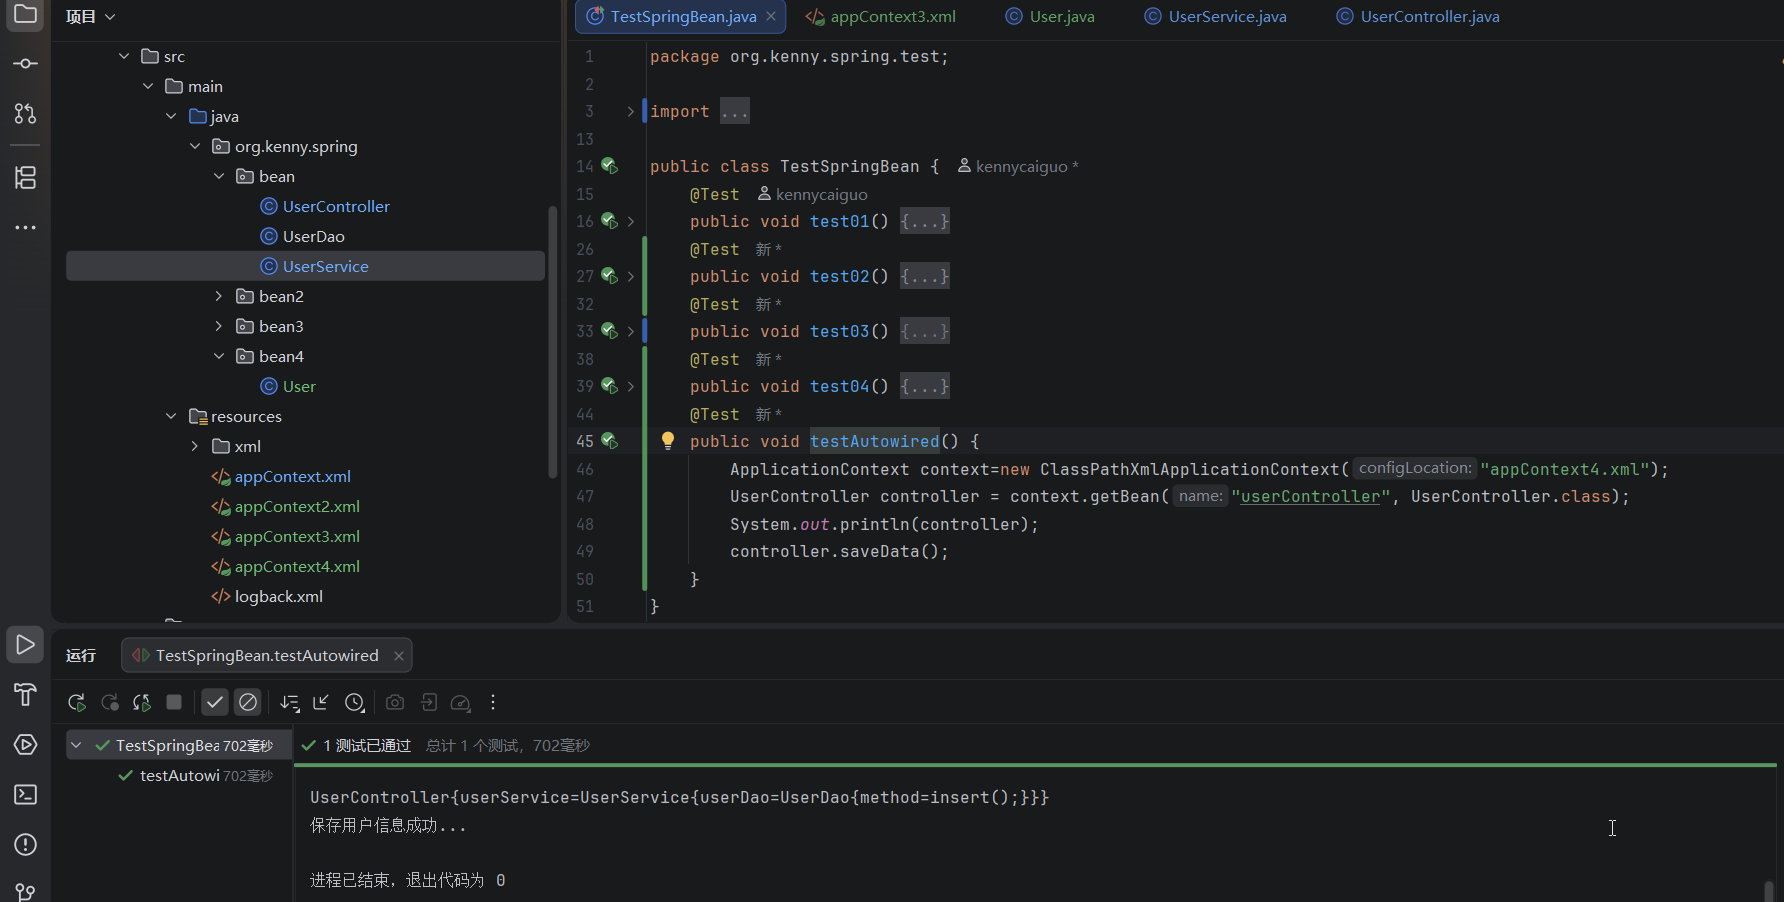 项目
src
main
java
org.kenny.spring
bean
UserController
UserDao
UserService
bean2
bean3
bean4
User
resources
xml
appContext.xml
appContext2.xml
appContext3.xml
appContext4.xml
logback.xml
TestSpringBean.java appContext3.xml User.java UserService.java UserController.java
1 package org.kenny.spring.test;
2
3 import ...
13
14 public class TestSpringBean { kennycaiguo *
15 @Test kennycaiguo
16 public void test01() {...}
26 @Test 新 *
27 public void test02() {...}
32 @Test 新 *
33 public void test03() {...}
38 @Test 新 *
39 public void test04() {...}
44 @Test 新 *
45 public void testAutowired() {
46 ApplicationContext context=new ClassPathXmlApplicationContext( configLocation: "appContext4.xml");
47 UserController controller = context.getBean( name: "userController", UserController.class);
48 System.out.println(controller);
49 controller.saveData();
50 }
51 }
运行 TestSpringBean.testAutowired
TestSpringBea 702毫秒
testAutowi 702毫秒
1 测试已通过 总计 1 个测试, 702毫秒
UserController{userService=UserService{userDao=UserDao{method=insert();}}}
保存用户信息成功...
进程已结束，退出代码为 0